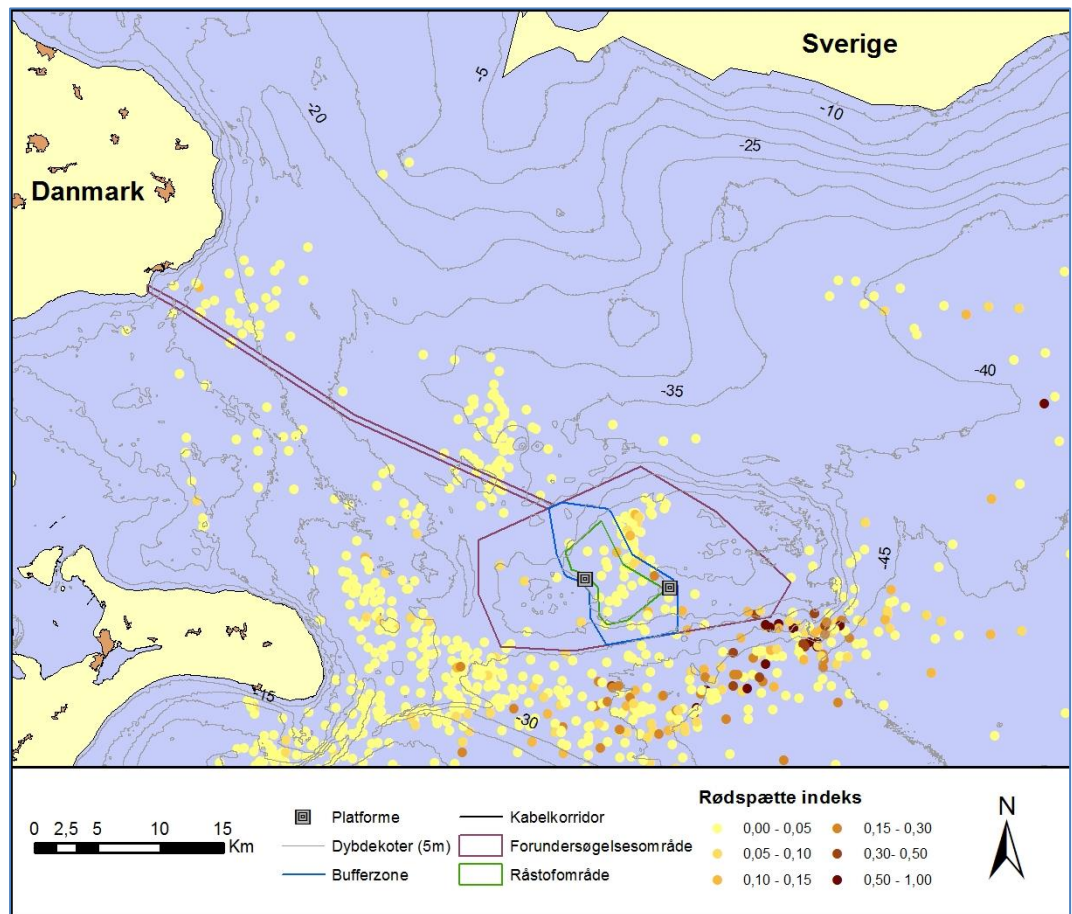 Sverige
Danmark
-5
-10
-20
-25
-35
-40
-45
-15
-30
0 2,5 5 10 15
Km
Platforme
Dybdekoter (5m)
Bufferzone
Kabelkorridor
Forundersøgelsesområde
Råstofområde
Rødspætte indeks
0,00 - 0,05
0,05 - 0,10
0,10 - 0,15
0,15 - 0,30
0,30- 0,50
0,50 - 1,00
N